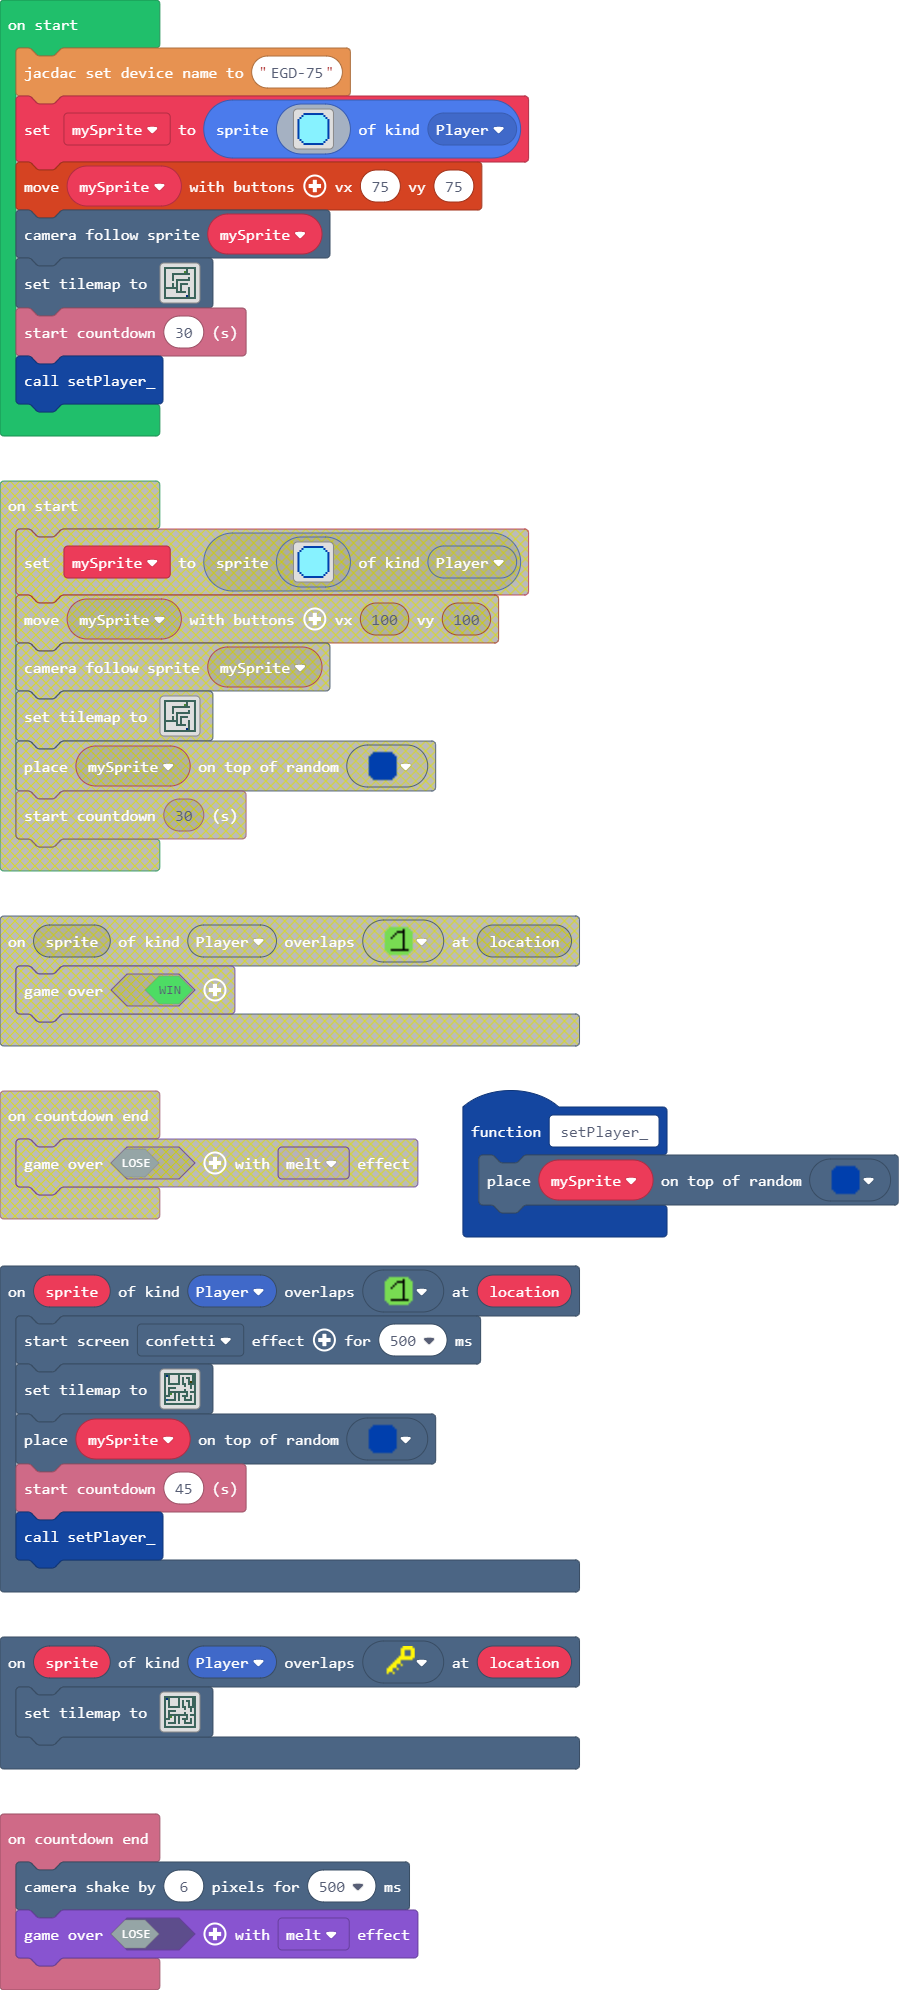 on start
jacdac set device name to "EGD-75"
set mySprite to sprite of kind Player
move mySprite with buttons vx 75 vy 75
camera follow sprite mySprite
set tilemap to
start countdown 30 (s)
call setPlayer_
on start
set mySprite to sprite of kind Player
move mySprite with buttons vx 100 vy 100
camera follow sprite mySprite
set tilemap to
place mySprite on top of random
start countdown 30 (s)
on sprite of kind Player overlaps 1 at location
game over WIN
on countdown end
game over LOSE with melt effect
function setPlayer_
place mySprite on top of random
on sprite of kind Player overlaps 1 at location
start screen confetti effect for 500 ms
set tilemap to
place mySprite on top of random
start countdown 45 (s)
call setPlayer_
on sprite of kind Player overlaps at location
set tilemap to
on countdown end
camera shake by 6 pixels for 500 ms
game over LOSE with melt effect